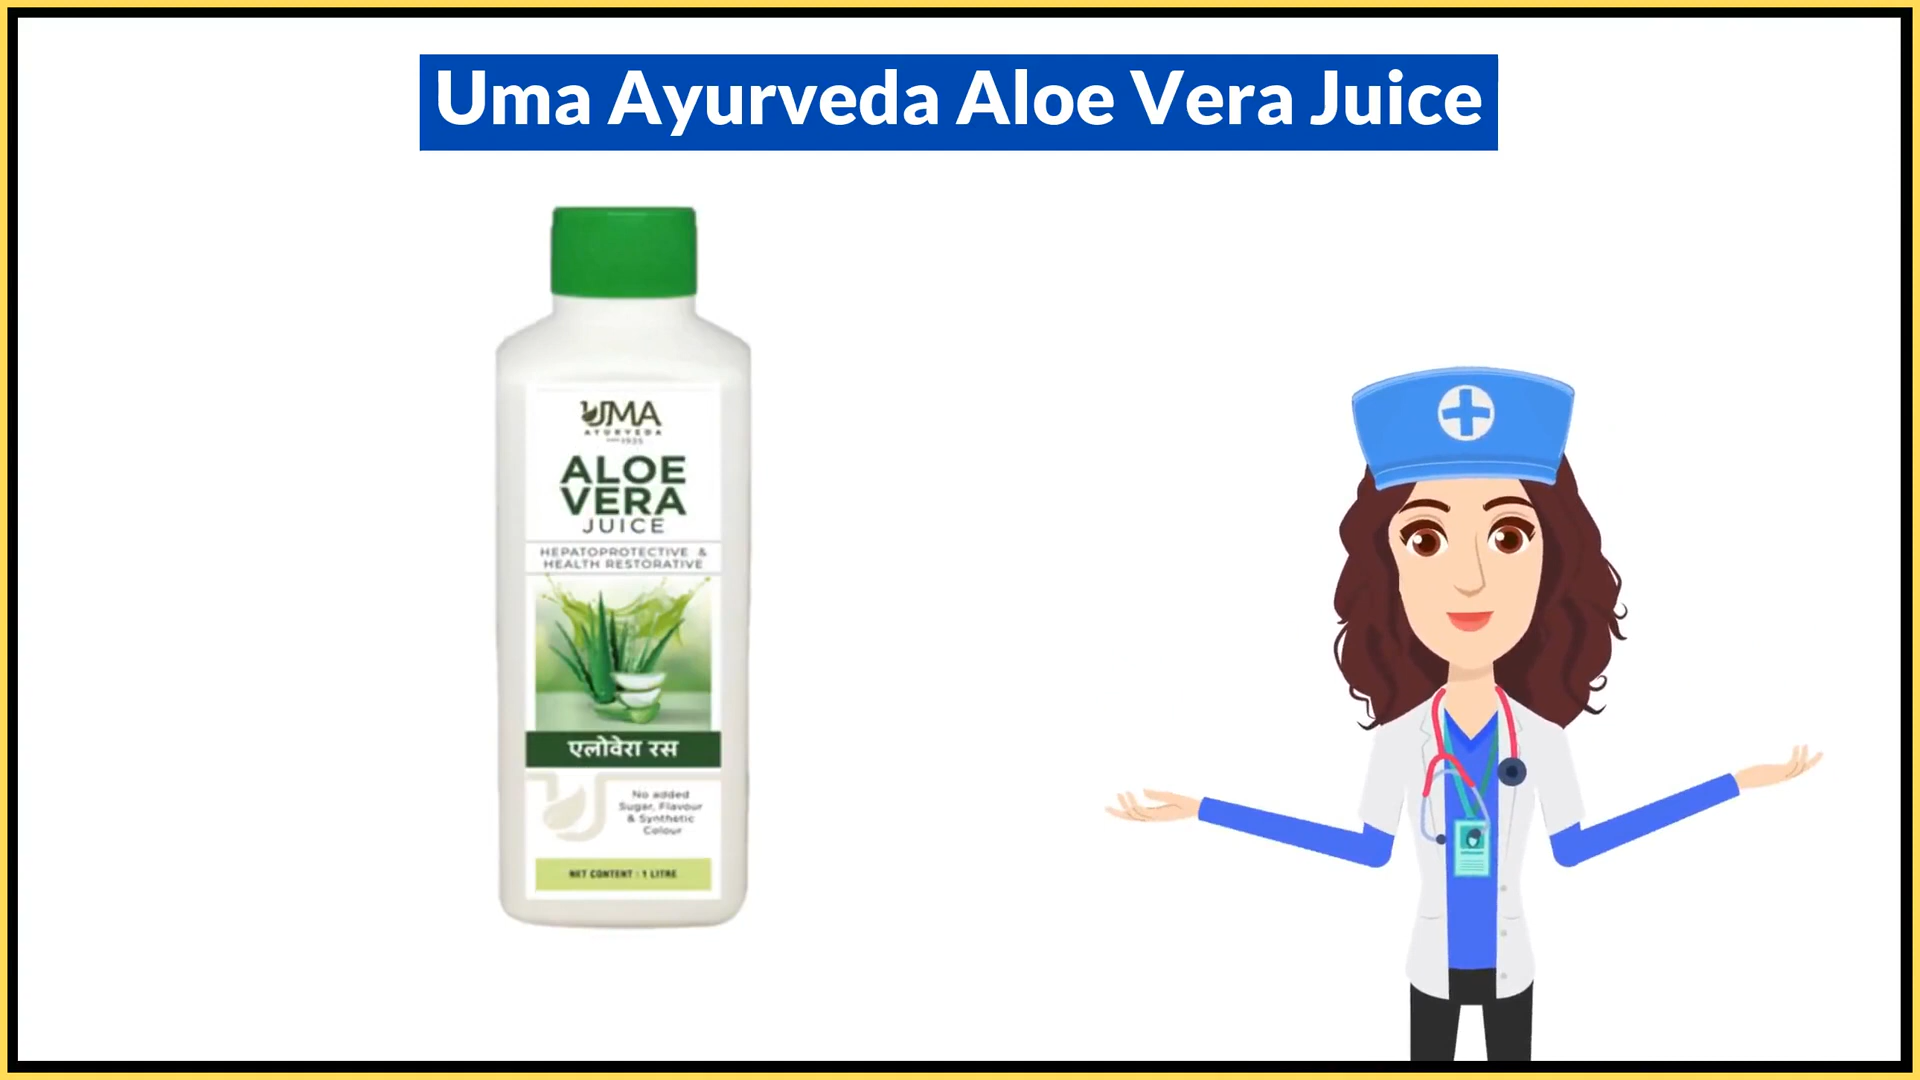 Uma Ayurveda Aloe Vera Juice
UMA
AYURVEDA
1935
ALOE
VERA
JUICE
HEPATOPROTECTIVE &
HEALTH RESTORATIVE
एलोवेरा रस
No added
Sugar, Flavour
& Synthetic
Colour
NET CONTENT : 1 LITRE